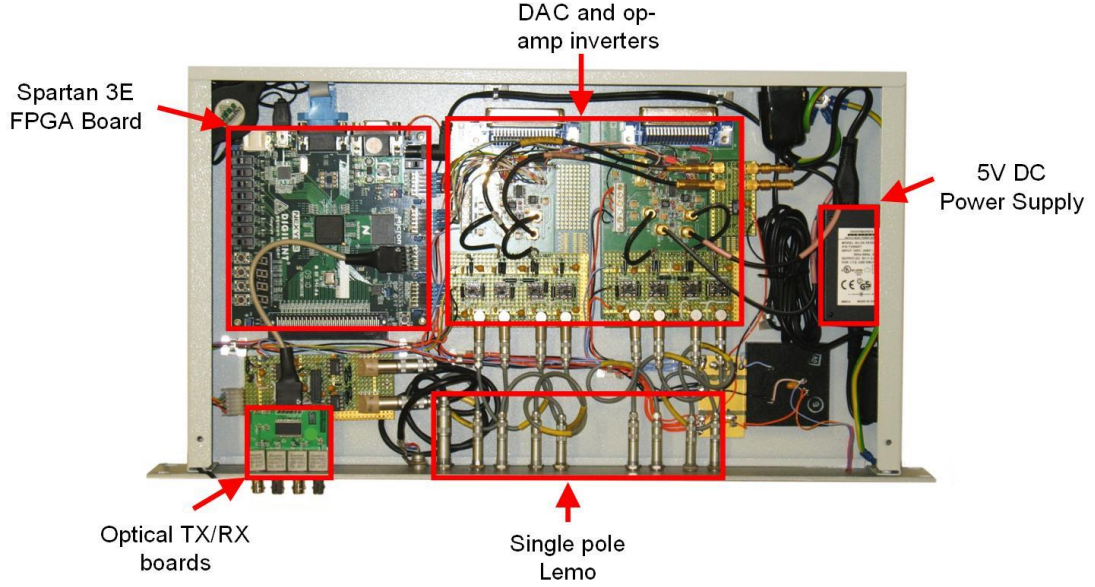 DAC and op-
amp inverters
Spartan 3E
FPGA Board
5V DC
Power Supply
DIGILENT
Optical TX/RX
boards
Single pole
Lemo